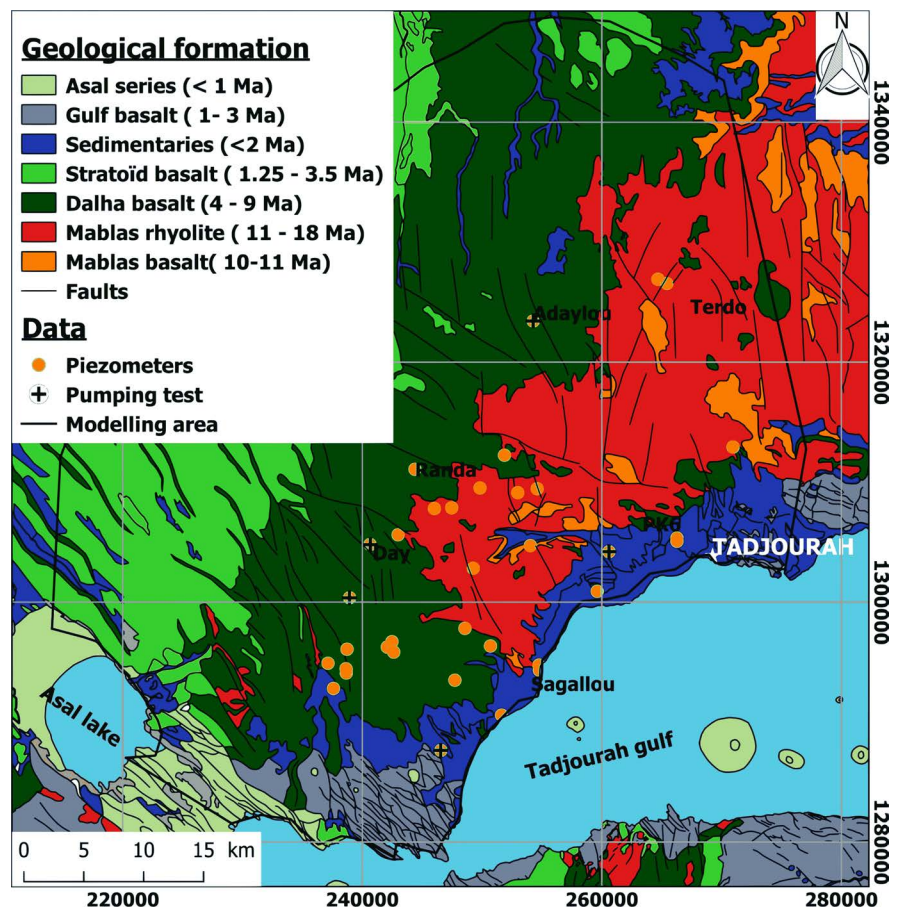 Geological formation
Asal series (< 1 Ma)
Gulf basalt ( 1- 3 Ma)
Sedimentaries (<2 Ma)
Stratoïd basalt ( 1.25 - 3.5 Ma)
Dalha basalt (4 - 9 Ma)
Mablas rhyolite ( 11 - 18 Ma)
Mablas basalt( 10-11 Ma)
Faults
Data
Piezometers
Pumping test
Modelling area
N
1340000
Adaylou
Terdo
1320000
Randa
PK6
Day
TADJOURAH
1300000
Sagallou
Asal lake
Tadjourah gulf
1280000
0 5 10 15 km
220000 240000 260000 280000